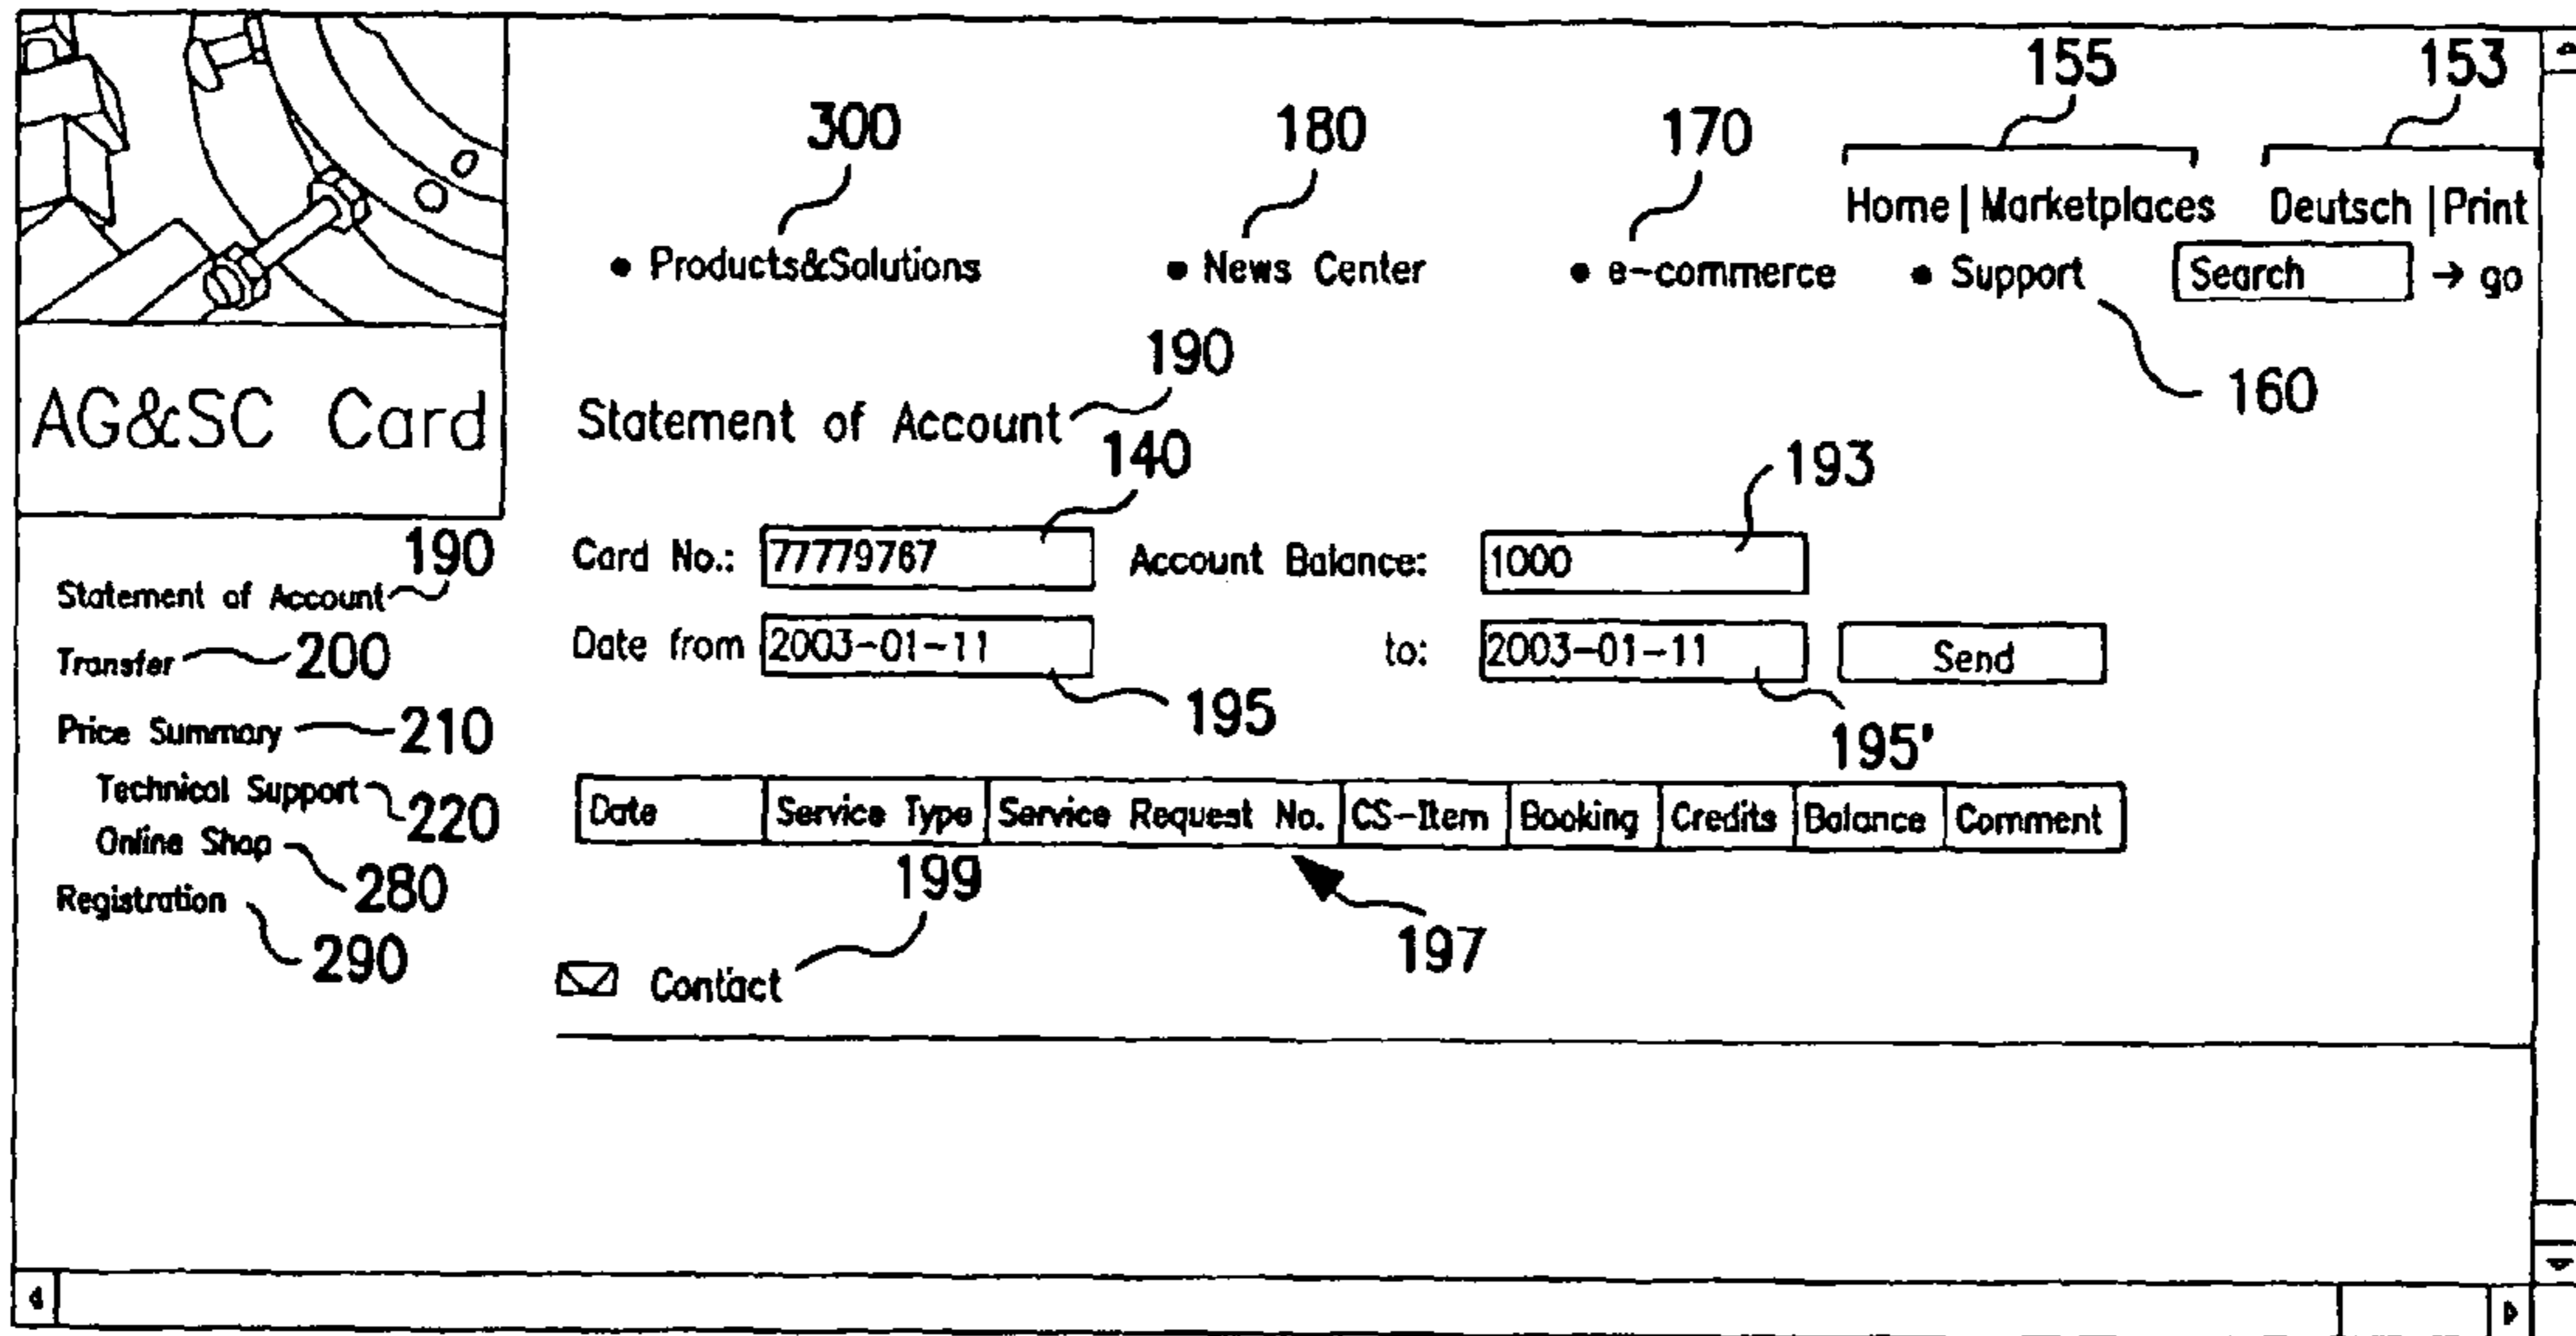 155 153
300 180 170
Home | Marketplaces Deutsch | Print
• Products&Solutions • News Center • e-commerce • Support Search → go
160
AG&SC Card
Statement of Account 190
140
193
Card No.: 77779767 Account Balance: 1000
Date from 2003-01-11 to: 2003-01-11 Send
195 195'
190
Statement of Account
Transfer 200
Price Summary 210
Technical Support 220
Online Shop 280
Registration 290
Date Service Type Service Request No. CS-Item Booking Credits Balance Comment
199 197
Contact